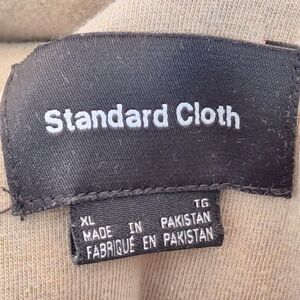 Standard Cloth
XL TG
MADE IN PAKISTAN
FABRIQUÉ EN PAKISTAN